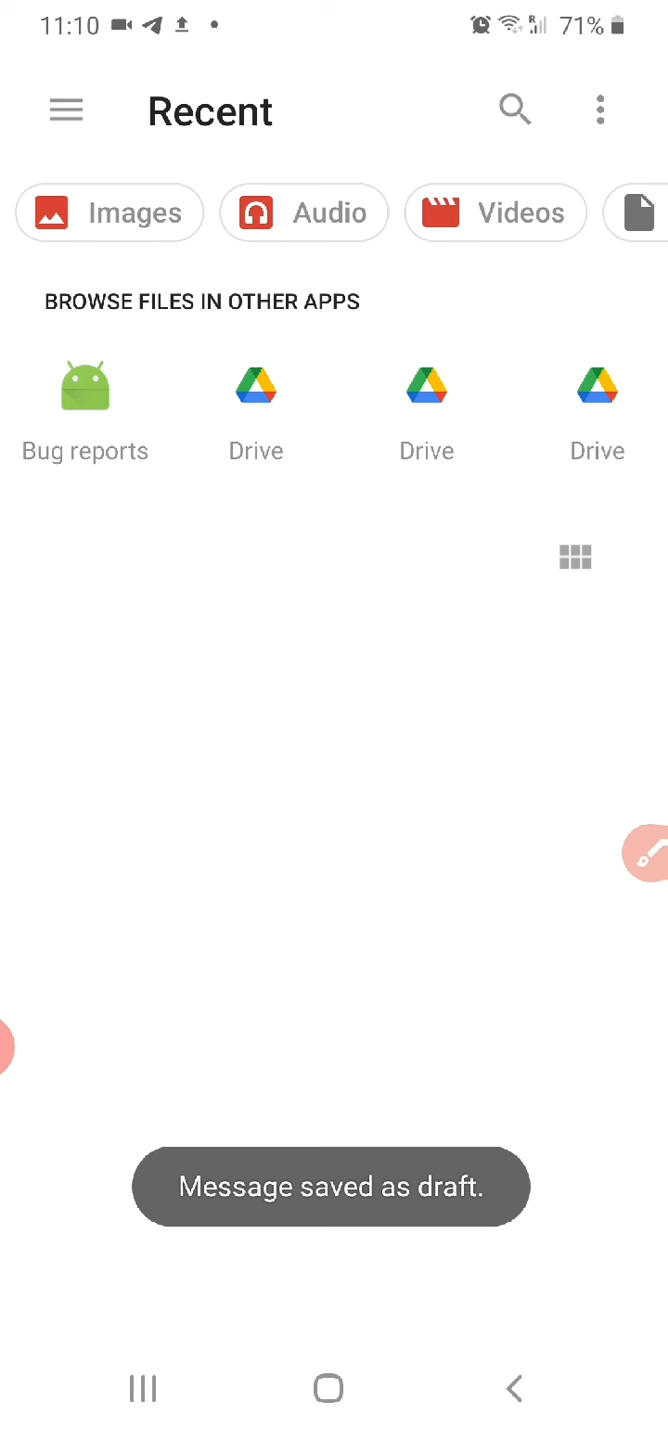 11:10 71%
Recent
Images Audio Videos
BROWSE FILES IN OTHER APPS
Bug reports Drive Drive Drive
Message saved as draft.